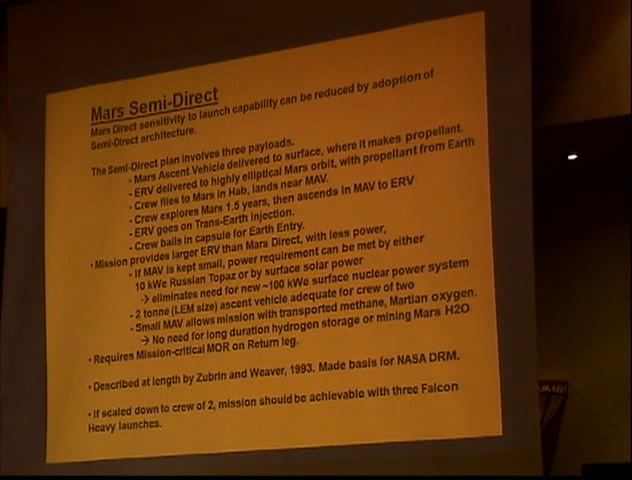 Mars Semi-Direct
Mars Direct sensitivity to launch capability can be reduced by adoption of
Semi-Direct architecture.
The Semi-Direct plan involves three payloads.
- Mars Ascent Vehicle delivered to surface, where it makes propellant.
- ERV delivered to highly elliptical Mars orbit, with propellant from Earth
- Crew flies to Mars in Hab, lands near MAV.
- Crew explores Mars 1.5 years, then ascends in MAV to ERV
- ERV goes on Trans-Earth injection.
- Crew bails in capsule for Earth Entry.
• Mission provides larger ERV than Mars Direct, with less power,
- If MAV is kept small, power requirement can be met by either
10 kWe Russian Topaz or by surface solar power
→ eliminates need for new ~100 kWe surface nuclear power system
- 2 tonne (LEM size) ascent vehicle adequate for crew of two
- Small MAV allows mission with transported methane, Martian oxygen.
→ No need for long duration hydrogen storage or mining Mars H2O
• Requires Mission-critical MOR on Return leg.
• Described at length by Zubrin and Weaver, 1993. Made basis for NASA DRM.
• If scaled down to crew of 2, mission should be achievable with three Falcon
Heavy launches.